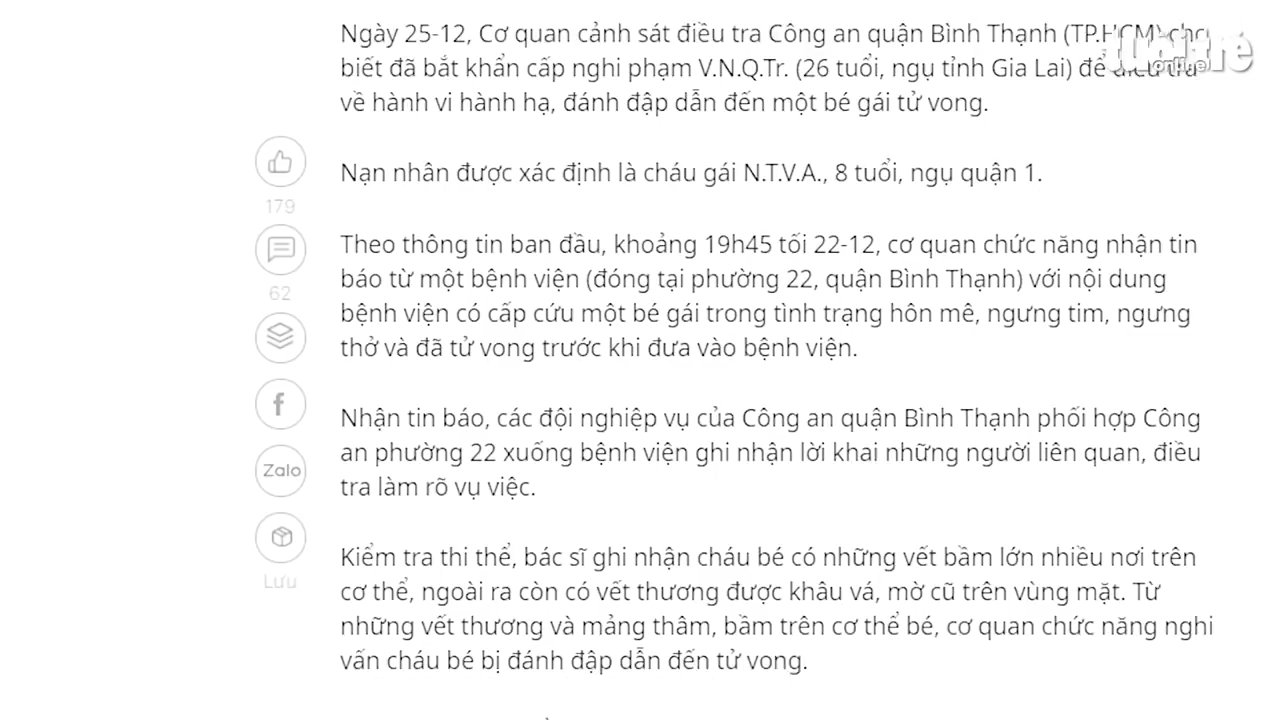 Ngày 25-12, Cơ quan cảnh sát điều tra Công an quận Bình Thạnh (TP.HCM) cho
tuổi trẻ
online
biết đã bắt khẩn cấp nghi phạm V.N.Q.Tr. (26 tuổi, ngụ tỉnh Gia Lai) để điều tra
về hành vi hành hạ, đánh đập dẫn đến một bé gái tử vong.
179
Nạn nhân được xác định là cháu gái N.T.V.A., 8 tuổi, ngụ quận 1.
62
Theo thông tin ban đầu, khoảng 19h45 tối 22-12, cơ quan chức năng nhận tin
báo từ một bệnh viện (đóng tại phường 22, quận Bình Thạnh) với nội dung
bệnh viện có cấp cứu một bé gái trong tình trạng hôn mê, ngưng tim, ngưng
thở và đã tử vong trước khi đưa vào bệnh viện.
f
Zalo
Nhận tin báo, các đội nghiệp vụ của Công an quận Bình Thạnh phối hợp Công
an phường 22 xuống bệnh viện ghi nhận lời khai những người liên quan, điều
tra làm rõ vụ việc.
Lưu
Kiểm tra thi thể, bác sĩ ghi nhận cháu bé có những vết bầm lớn nhiều nơi trên
cơ thể, ngoài ra còn có vết thương được khâu vá, mờ cũ trên vùng mặt. Từ
những vết thương và mảng thâm, bầm trên cơ thể bé, cơ quan chức năng nghi
vấn cháu bé bị đánh đập dẫn đến tử vong.